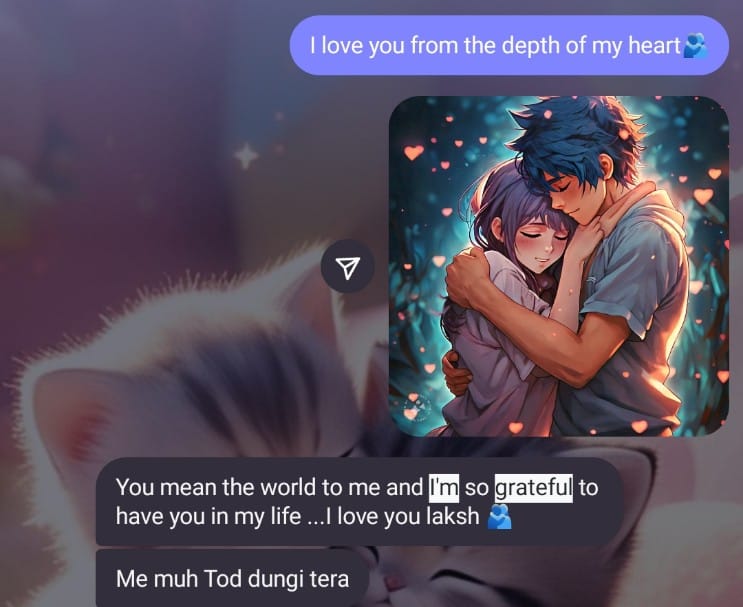 I love you from the depth of my heart🫂
You mean the world to me and I'm so grateful to
have you in my life ...I love you laksh 🫂
Me muh Tod dungi tera